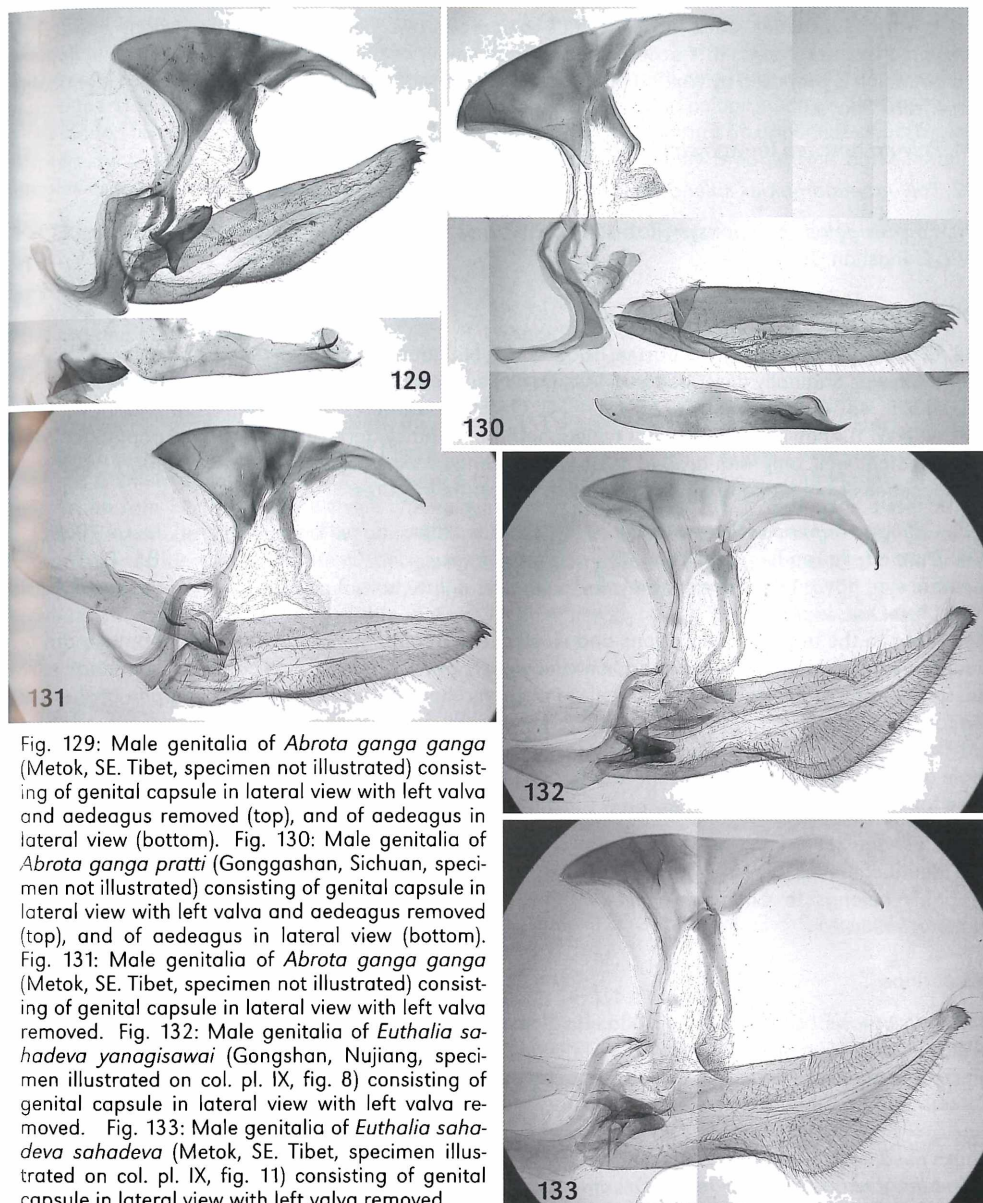 129
130
131
132
133
Fig. 129: Male genitalia of Abrota ganga ganga
(Metok, SE. Tibet, specimen not illustrated) consist-
ing of genital capsule in lateral view with left valva
and aedeagus removed (top), and of aedeagus in
lateral view (bottom). Fig. 130: Male genitalia of
Abrota ganga pratti (Gonggashan, Sichuan, speci-
men not illustrated) consisting of genital capsule in
lateral view with left valva and aedeagus removed
(top), and of aedeagus in lateral view (bottom).
Fig. 131: Male genitalia of Abrota ganga ganga
(Metok, SE. Tibet, specimen not illustrated) consist-
ing of genital capsule in lateral view with left valva
removed. Fig. 132: Male genitalia of Euthalia sa-
hadeva yanagisawai (Gongshan, Nujiang, speci-
men illustrated on col. pl. IX, fig. 8) consisting of
genital capsule in lateral view with left valva re-
moved. Fig. 133: Male genitalia of Euthalia saha-
deva sahadeva (Metok, SE. Tibet, specimen illus-
trated on col. pl. IX, fig. 11) consisting of genital
capsule in lateral view with left valva removed